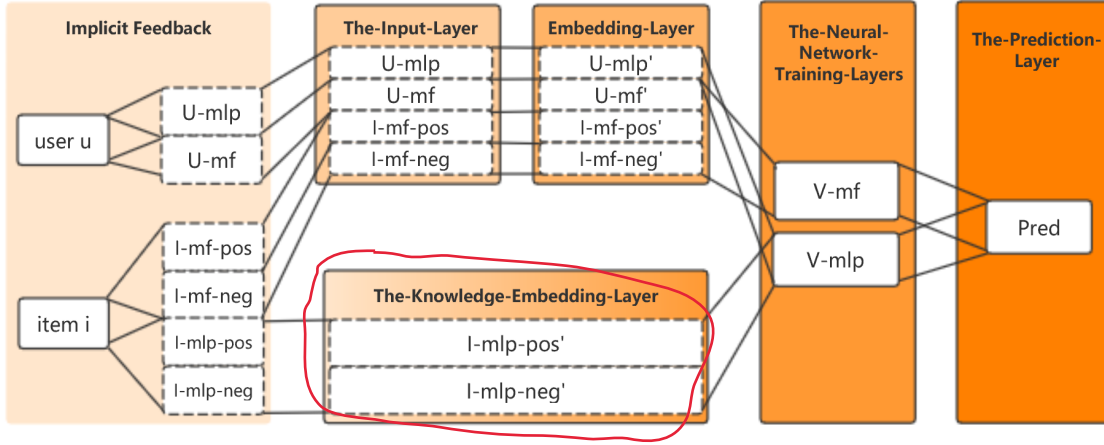 Implicit Feedback
user u
U-mlp
U-mf
item i
I-mf-pos
I-mf-neg
I-mlp-pos
I-mlp-neg
The-Input-Layer
U-mlp
U-mf
I-mf-pos
I-mf-neg
Embedding-Layer
U-mlp'
U-mf'
I-mf-pos'
I-mf-neg'
The-Knowledge-Embedding-Layer
I-mlp-pos'
I-mlp-neg'
The-Neural-
Network-
Training-Layers
V-mf
V-mlp
The-Prediction-
Layer
Pred